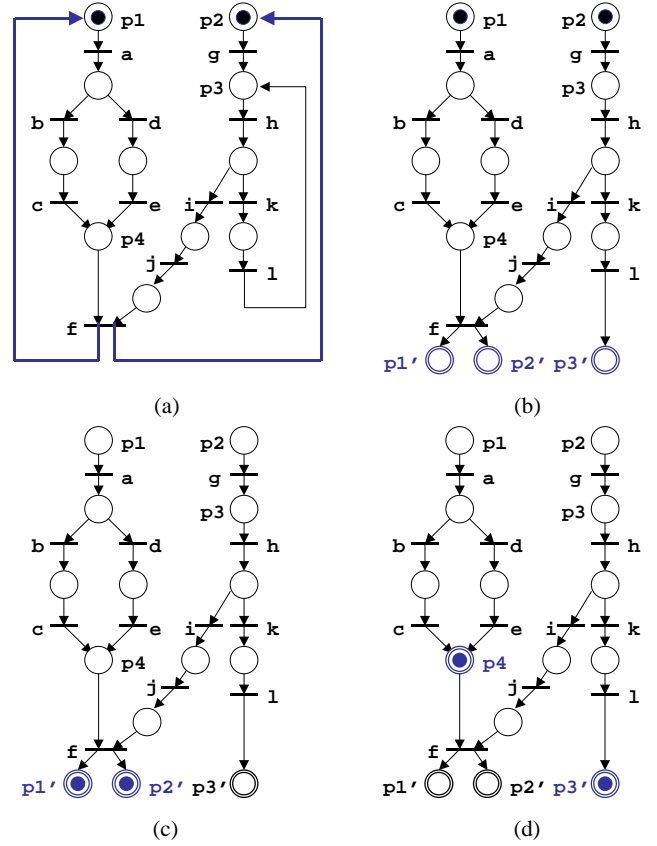 p1 p2 p1 p2
a g a g
p3 p3
b d h b d h
c e i k c e i k
p4 p4
j l j l
f f
p1' p2' p3'
(a) (b)
p1 p2 p1 p2
a g a g
p3 p3
b d h b d h
c e i k c e i k
p4 p4
j l j l
f f
p1' p2' p3' p1' p2' p3'
(c) (d)